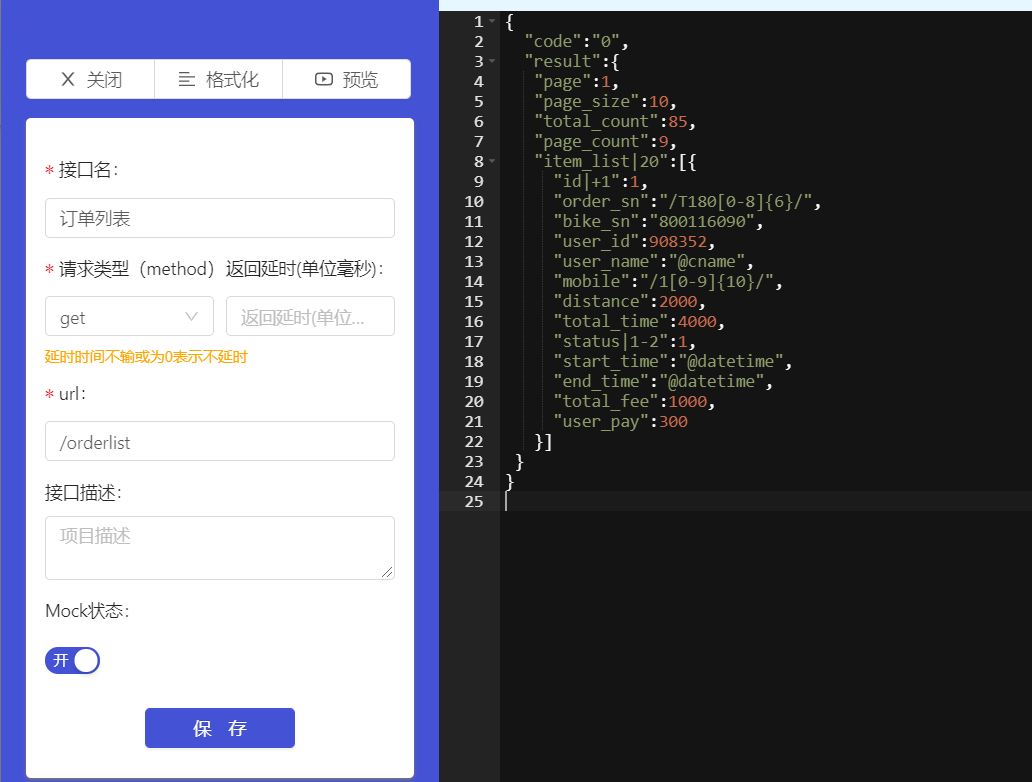 关闭 格式化 预览
* 接口名:
订单列表
* 请求类型（method） 返回延时(单位毫秒):
get 返回延时(单位...
延时时间不输或为0表示不延时
* url:
/orderlist
接口描述:
项目描述
Mock状态:
开
保 存
1 {
2 "code":"0",
3 "result":{
4 "page":1,
5 "page_size":10,
6 "total_count":85,
7 "page_count":9,
8 "item_list|20":[{
9 "id|+1":1,
10 "order_sn":"/T180[0-8]{6}/",
11 "bike_sn":"800116090",
12 "user_id":908352,
13 "user_name":"@cname",
14 "mobile":"/1[0-9]{10}/",
15 "distance":2000,
16 "total_time":4000,
17 "status|1-2":1,
18 "start_time":"@datetime",
19 "end_time":"@datetime",
20 "total_fee":1000,
21 "user_pay":300
22 }]
23 }
24 }
25